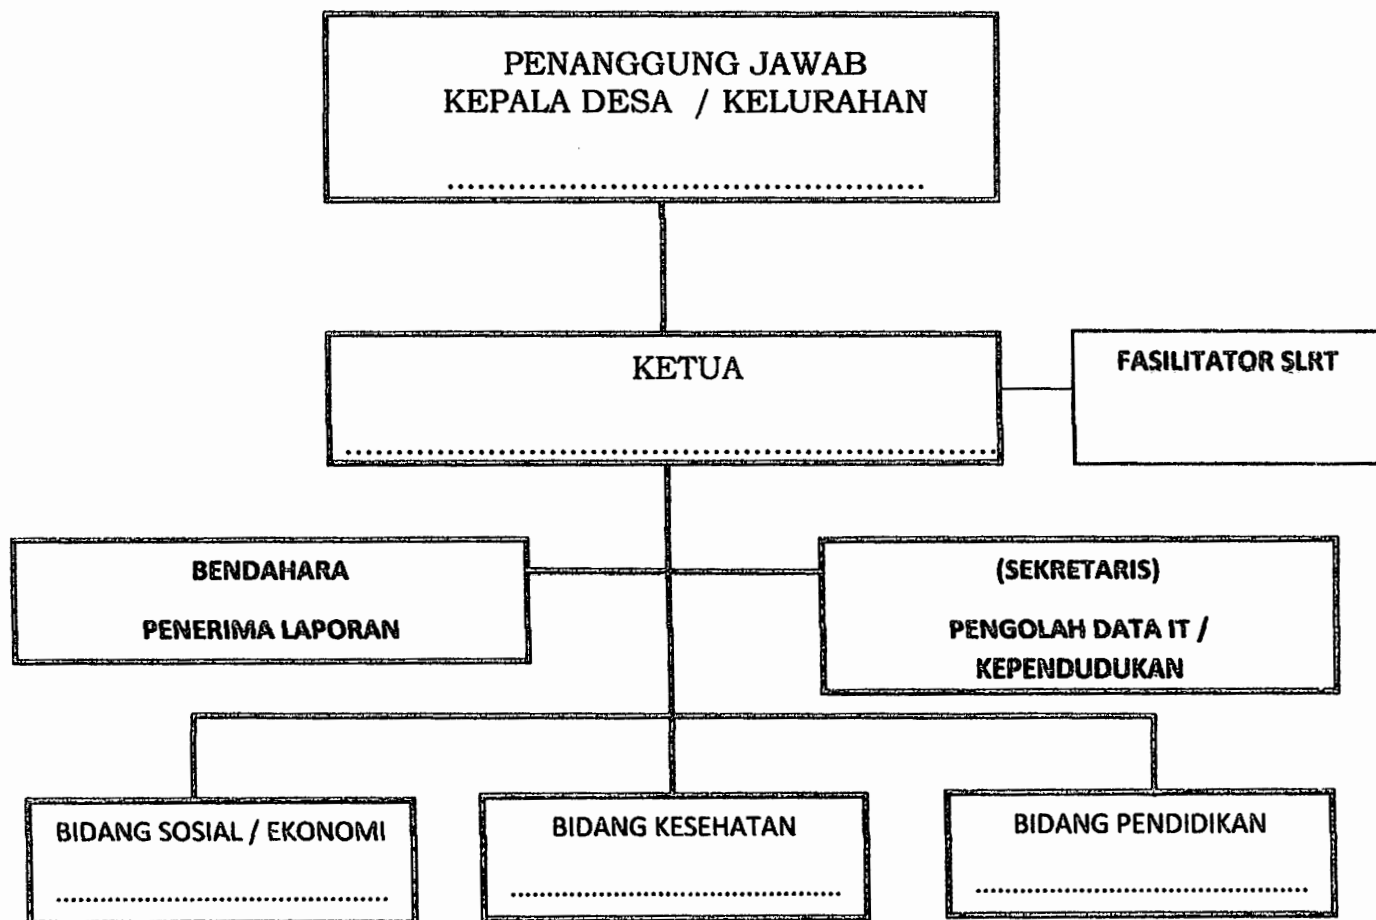 PENANGGUNG JAWAB
KEPALA DESA / KELURAHAN
................................................
KETUA
................................................................
FASILITATOR SLRT
BENDAHARA
PENERIMA LAPORAN
(SEKRETARIS)
PENGOLAH DATA IT /
KEPENDUDUKAN
BIDANG SOSIAL / EKONOMI
................................................
BIDANG KESEHATAN
................................................
BIDANG PENDIDIKAN
................................................